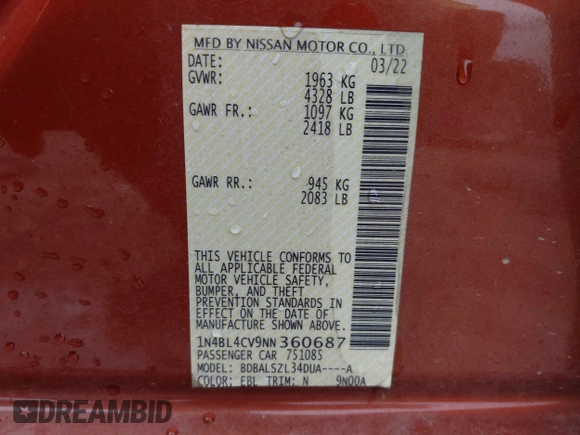 MFD BY NISSAN MOTOR CO., LTD
DATE: 03/22
GVWR: 1963 KG
4328 LB
GAWR FR.: 1097 KG
2418 LB
GAWR RR.: 945 KG
2083 LB
THIS VEHICLE CONFORMS TO
ALL APPLICABLE FEDERAL
MOTOR VEHICLE SAFETY,
BUMPER, AND THEFT
PREVENTION STANDARDS IN
EFFECT ON THE DATE OF
MANUFACTURE SHOWN ABOVE.
1N4BL4CV9NN360687
PASSENGER CAR 751085
MODEL: BDBALSZL34DUA----A
COLOR: EBL TRIM: N 9N00A
DREAMBID